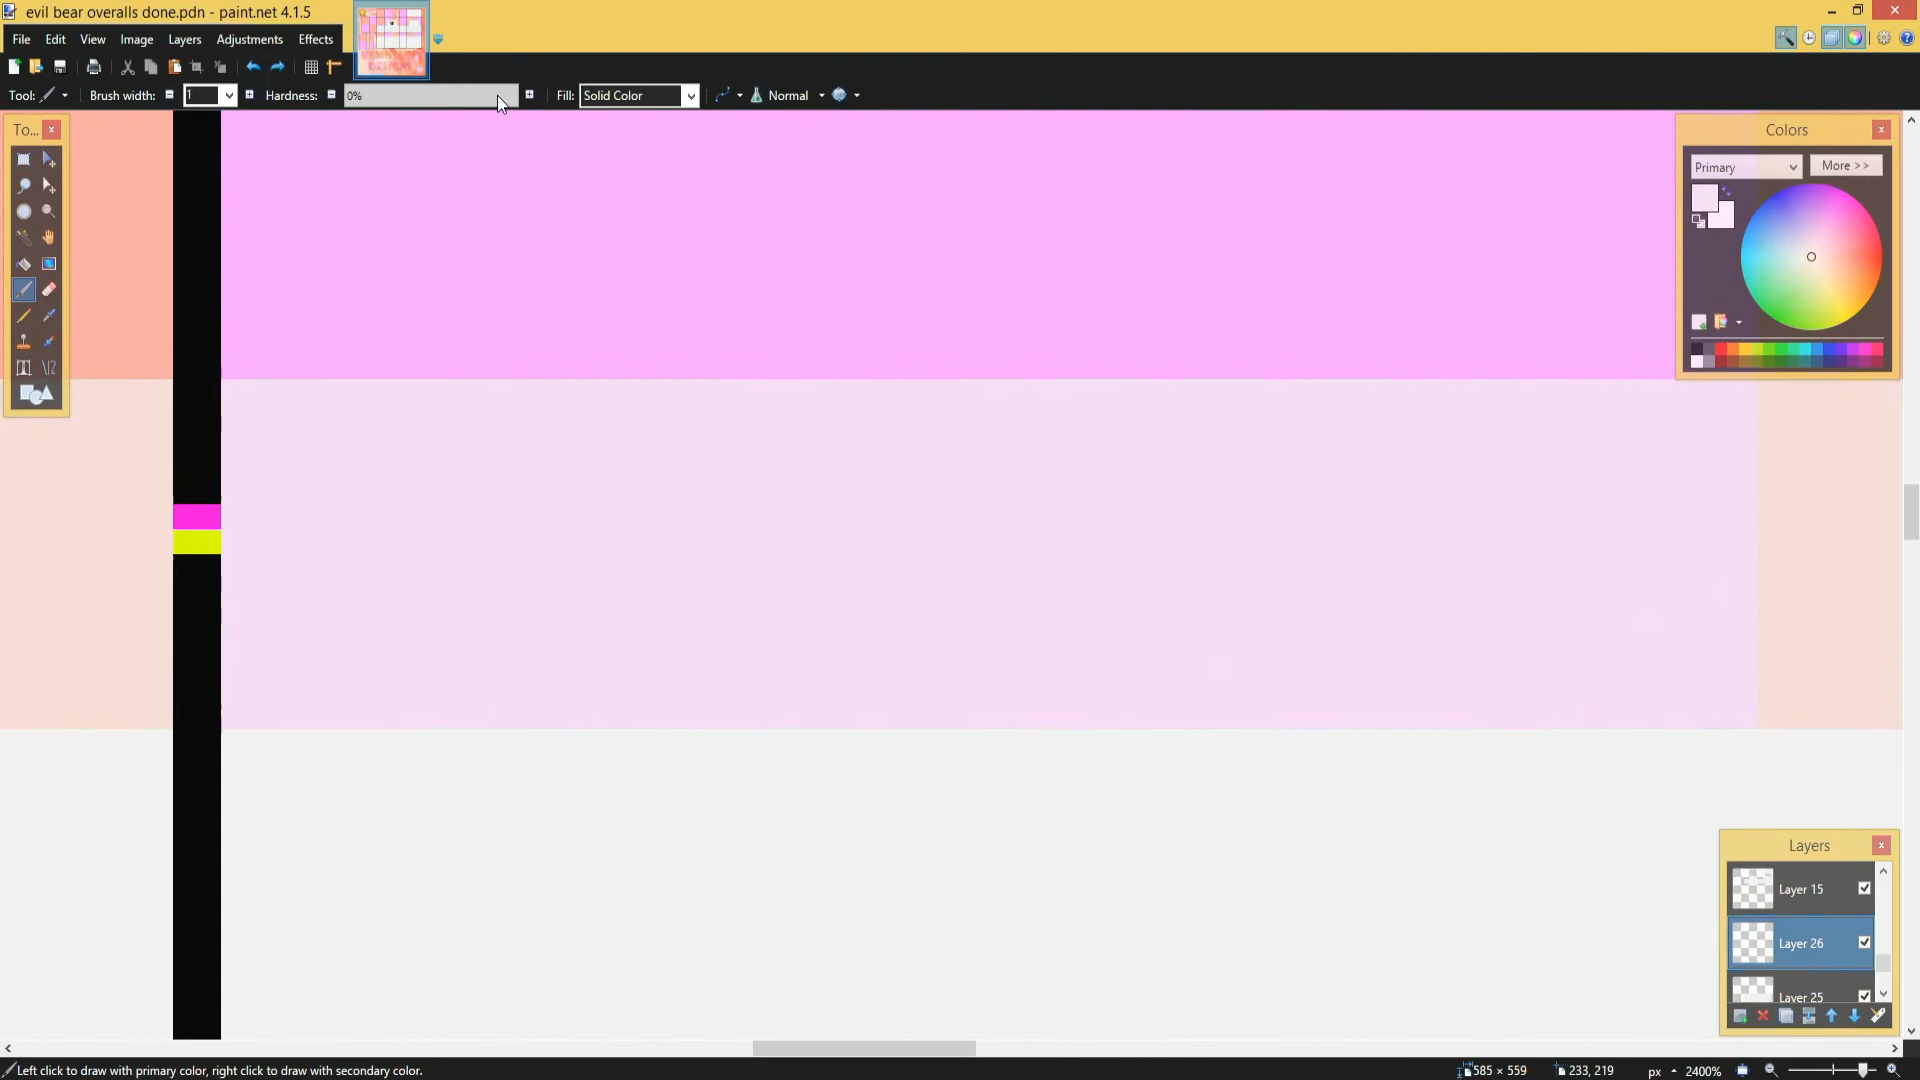 evil bear overalls done.pdn - paint.net 4.1.5
File Edit View Image Layers Adjustments Effects
Tool: Brush width: 1 Hardness: 0% Fill: Solid Color Normal
To...
Colors
Primary More >>
Layers
Layer 15
Layer 26
Layer 25
Left click to draw with primary color, right click to draw with secondary color. 585 × 559 233, 219 px 2400%